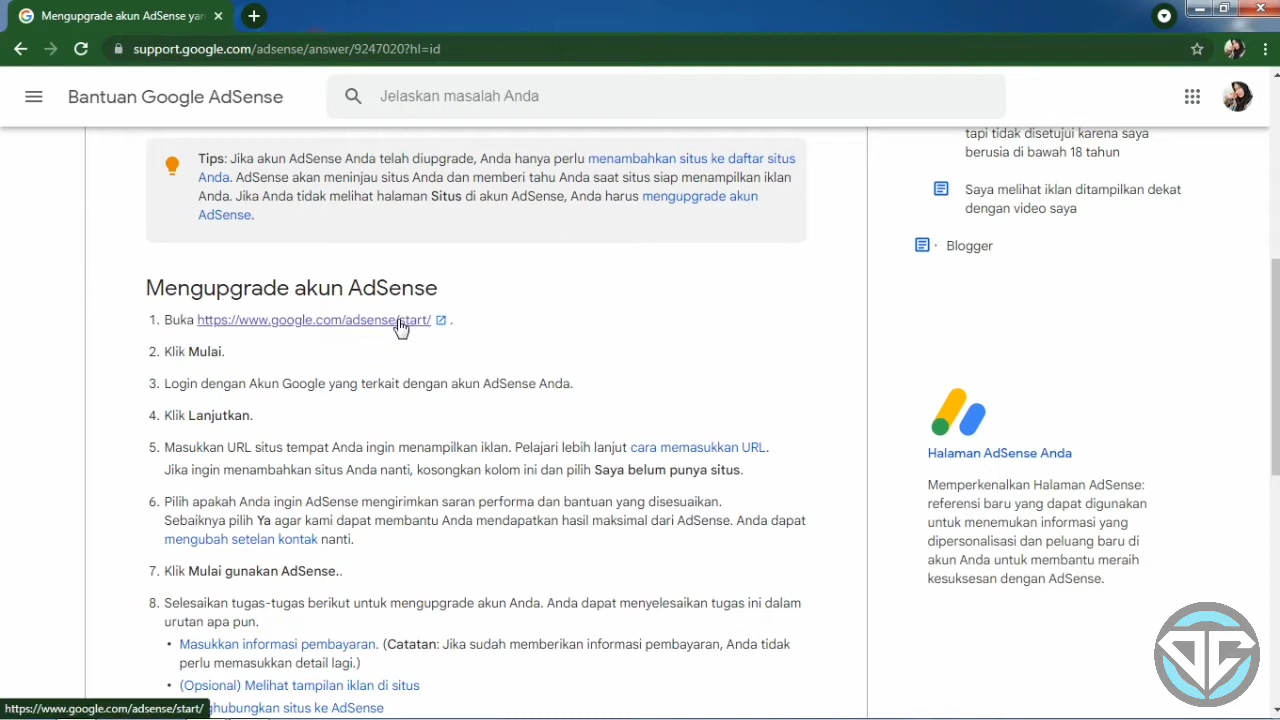 Mengupgrade akun AdSense yan
support.google.com/adsense/answer/9247020?hl=id
Bantuan Google AdSense
Jelaskan masalah Anda
Tips: Jika akun AdSense Anda telah diupgrade, Anda hanya perlu menambahkan situs ke daftar situs
Anda. AdSense akan meninjau situs Anda dan memberi tahu Anda saat situs siap menampilkan iklan
Anda. Jika Anda tidak melihat halaman Situs di akun AdSense, Anda harus mengupgrade akun
AdSense.
Mengupgrade akun AdSense
1. Buka https://www.google.com/adsense/start/ .
2. Klik Mulai.
3. Login dengan Akun Google yang terkait dengan akun AdSense Anda.
4. Klik Lanjutkan.
5. Masukkan URL situs tempat Anda ingin menampilkan iklan. Pelajari lebih lanjut cara memasukkan URL.
Jika ingin menambahkan situs Anda nanti, kosongkan kolom ini dan pilih Saya belum punya situs.
6. Pilih apakah Anda ingin AdSense mengirimkan saran performa dan bantuan yang disesuaikan.
Sebaiknya pilih Ya agar kami dapat membantu Anda mendapatkan hasil maksimal dari AdSense. Anda dapat
mengubah setelan kontak nanti.
7. Klik Mulai gunakan AdSense..
8. Selesaikan tugas-tugas berikut untuk mengupgrade akun Anda. Anda dapat menyelesaikan tugas ini dalam
urutan apa pun.
• Masukkan informasi pembayaran. (Catatan: Jika sudah memberikan informasi pembayaran, Anda tidak
perlu memasukkan detail lagi.)
• (Opsional) Melihat tampilan iklan di situs
ghubungkan situs ke AdSense
https://www.google.com/adsense/start/
tapi tidak disetujui karena saya
berusia di bawah 18 tahun
Saya melihat iklan ditampilkan dekat
dengan video saya
Blogger
Halaman AdSense Anda
Memperkenalkan Halaman AdSense:
referensi baru yang dapat digunakan
untuk menemukan informasi yang
dipersonalisasi dan peluang baru di
akun Anda untuk membantu meraih
kesuksesan dengan AdSense.